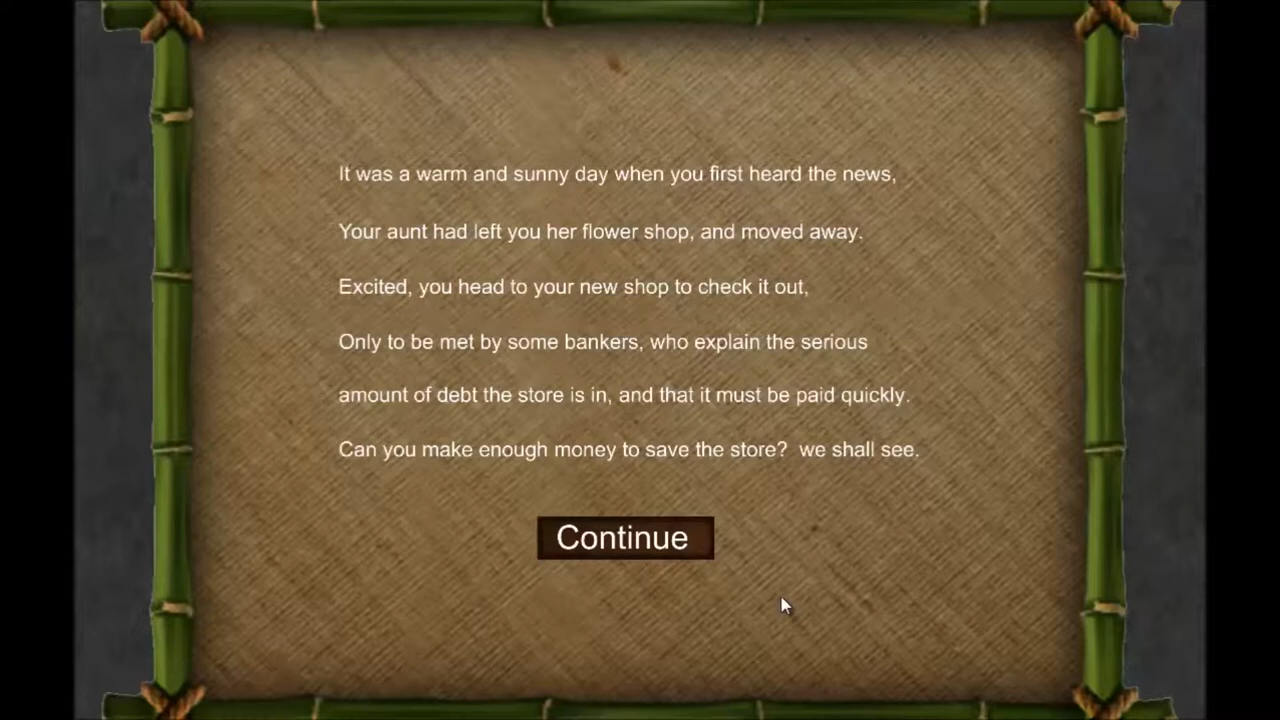 It was a warm and sunny day when you first heard the news,
Your aunt had left you her flower shop, and moved away.
Excited, you head to your new shop to check it out,
Only to be met by some bankers, who explain the serious
amount of debt the store is in, and that it must be paid quickly.
Can you make enough money to save the store?  we shall see.
Continue